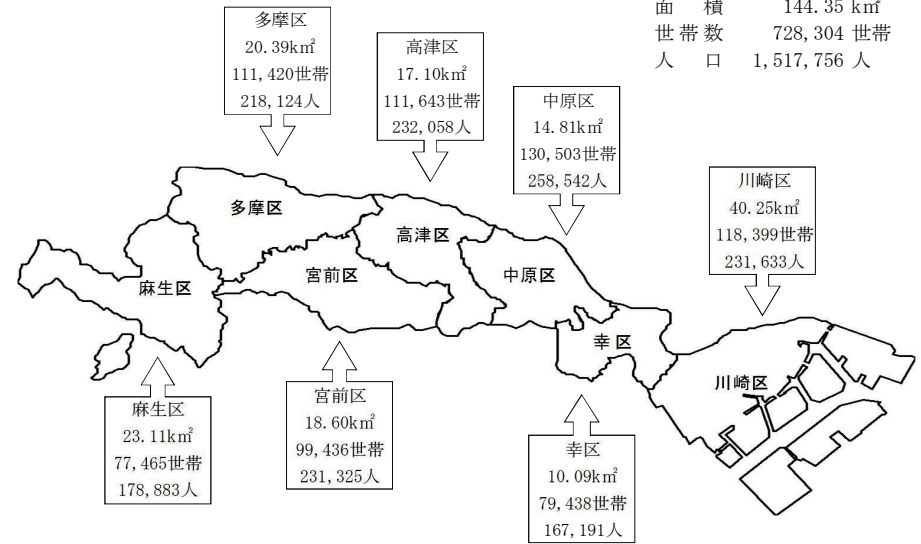 面　積　144.35 k㎡
世帯数　728,304 世帯
人　口　1,517,756 人
多摩区
20.39k㎡
111,420世帯
218,124人
高津区
17.10k㎡
111,643世帯
232,058人
中原区
14.81k㎡
130,503世帯
258,542人
川崎区
40.25k㎡
118,399世帯
231,633人
多摩区
高津区
麻生区
宮前区
中原区
幸区
川崎区
麻生区
23.11k㎡
77,465世帯
178,883人
宮前区
18.60k㎡
99,436世帯
231,325人
幸区
10.09k㎡
79,438世帯
167,191人